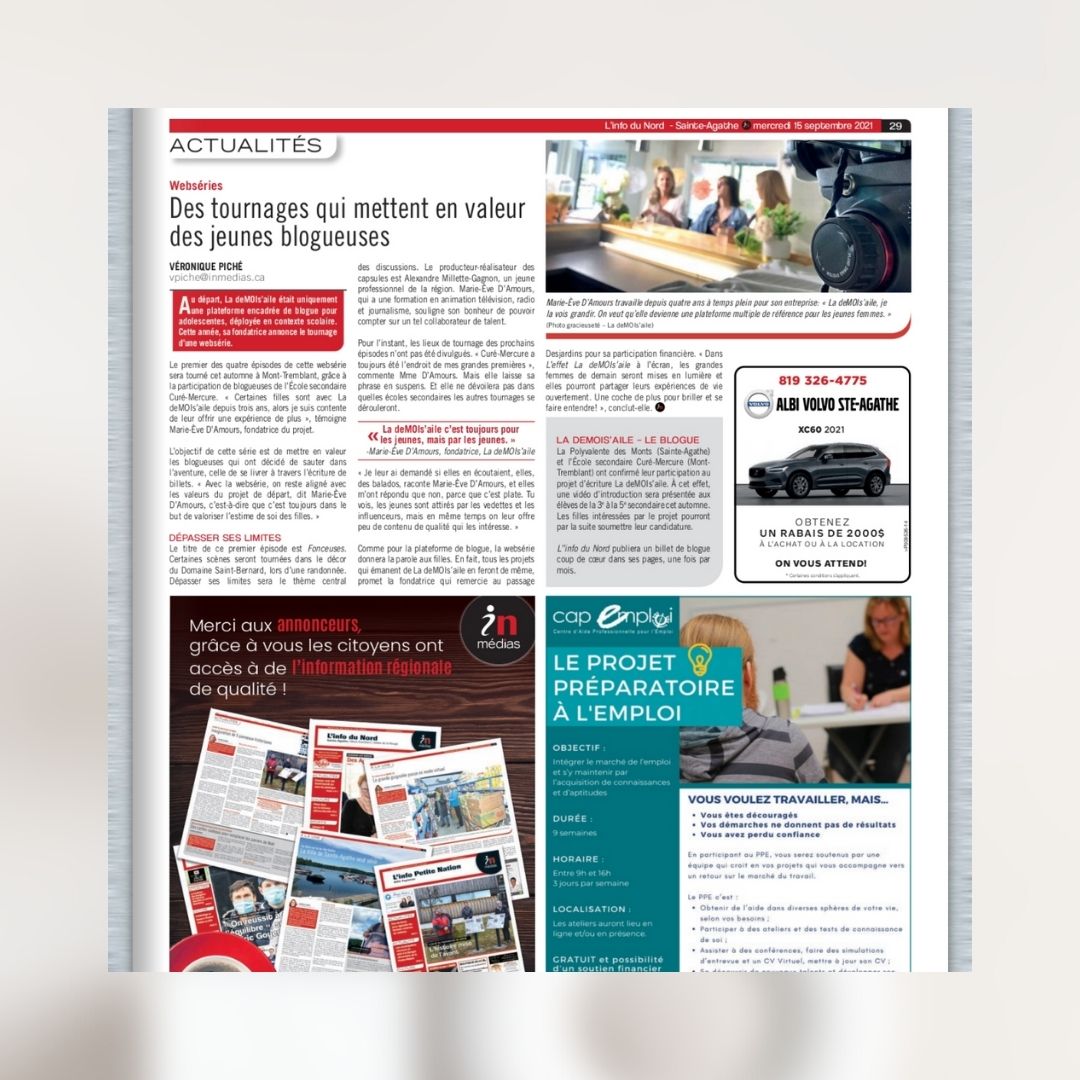 L'info du Nord - Sainte-Agathe mercredi 15 septembre 2021 29
ACTUALITÉS
Webséries
Des tournages qui mettent en valeur
des jeunes blogueuses
VÉRONIQUE PICHÉ
vpiche@inmedias.ca
Au départ, La deMOIs'aile était uniquement
une plateforme encadrée de blogue pour
adolescentes, déployée en contexte scolaire.
Cette année, sa fondatrice annonce le tournage
d'une websérie.
Le premier des quatre épisodes de cette websérie
sera tourné cet automne à Mont-Tremblant, grâce à
la participation de blogueuses de l'École secondaire
Curé-Mercure. « Certaines filles sont avec La
deMOIs'aile depuis trois ans, alors je suis contente
de leur offrir une expérience de plus », témoigne
Marie-Ève D'Amours, fondatrice du projet.
L'objectif de cette série est de mettre en valeur
les blogueuses qui ont décidé de sauter dans
l'aventure, celle de se livrer à travers l'écriture de
billets. « Avec la websérie, on reste aligné avec
les valeurs du projet de départ, dit Marie-Ève
D'Amours, c'est-à-dire que c'est toujours dans le
but de valoriser l'estime de soi des filles. »
DÉPASSER SES LIMITES
Le titre de ce premier épisode est Fonceuses.
Certaines scènes seront tournées dans le décor
du Domaine Saint-Bernard, lors d'une randonnée.
Dépasser ses limites sera le thème central
des discussions. Le producteur-réalisateur des
capsules est Alexandre Millette-Gagnon, un jeune
professionnel de la région. Marie-Ève D'Amours,
qui a une formation en animation télévision, radio
et journalisme, souligne son bonheur de pouvoir
compter sur un tel collaborateur de talent.
Pour l'instant, les lieux de tournage des prochains
épisodes n'ont pas été divulgués. « Curé-Mercure a
toujours été l'endroit de mes grandes premières »,
commente Mme D'Amours. Mais elle laisse sa
phrase en suspens. Et elle ne dévoilera pas dans
quelles écoles secondaires les autres tournages se
dérouleront.
« La deMOIs'aile c'est toujours pour
les jeunes, mais par les jeunes. »
-Marie-Ève D'Amours, fondatrice, La deMOIs'aile
« Je leur ai demandé si elles en écoutaient, elles,
des balados, raconte Marie-Ève D'Amours, et elles
m'ont répondu que non, parce que c'est plate. Tu
vois, les jeunes sont attirés par les vedettes et les
influenceurs, mais en même temps on leur offre
peu de contenu de qualité qui les intéresse. »
Comme pour la plateforme de blogue, la websérie
donnera la parole aux filles. En fait, tous les projets
qui émanent de La deMOIs'aile en feront de même,
promet la fondatrice qui remercie au passage
Marie-Ève D'Amours travaille depuis quatre ans à temps plein pour son entreprise: « La deMOIs'aile, je
la vois grandir. On veut qu'elle devienne une plateforme multiple de référence pour les jeunes femmes. »
(Photo gracieuseté – La deMOIs'aile)
Desjardins pour sa participation financière. « Dans
L'effet La deMOIs'aile à l'écran, les grandes
femmes de demain seront mises en lumière et
elles pourront partager leurs expériences de vie
ouvertement. Une coche de plus pour briller et se
faire entendre! », conclut-elle.
LA DEMOIS'AILE – LE BLOGUE
La Polyvalente des Monts (Sainte-Agathe)
et l'École secondaire Curé-Mercure (Mont-
Tremblant) ont confirmé leur participation au
projet d'écriture La deMOIs'aile. À cet effet,
une vidéo d'introduction sera présentée aux
élèves de la 3e à la 5e secondaire cet automne.
Les filles intéressées par le projet pourront
par la suite soumettre leur candidature.
L''info du Nord publiera un billet de blogue
coup de cœur dans ses pages, une fois par
mois.
819 326-4775
VOLVO
ALBI VOLVO STE-AGATHE
XC60 2021
OBTENEZ
UN RABAIS DE 2000$
À L'ACHAT OU À LA LOCATION
ON VOUS ATTEND!
* Certaines conditions s'appliquent.
Merci aux annonceurs,
grâce à vous les citoyens ont
accès à de l'information régionale
de qualité !
in
médias
L'info du Nord
L'info Petite Nation
cap emploi
Centre d'Aide Professionnelle pour l'Emploi
LE PROJET
PRÉPARATOIRE
À L'EMPLOI
OBJECTIF :
Intégrer le marché de l'emploi
et s'y maintenir par
l'acquisition de connaissances
et d'aptitudes
DURÉE :
9 semaines
HORAIRE :
Entre 9h et 16h
3 jours par semaine
LOCALISATION :
Les ateliers auront lieu en
ligne et/ou en présence.
GRATUIT et possibilité
d'un soutien financier
VOUS VOULEZ TRAVAILLER, MAIS...
• Vous êtes découragés
• Vos démarches ne donnent pas de résultats
• Vous avez perdu confiance
En participant au PPE, vous serez soutenus par une
équipe qui croit en vos projets qui vous accompagne vers
un retour sur le marché du travail.
Le PPE c'est :
• Obtenir de l'aide dans diverses sphères de votre vie,
selon vos besoins ;
• Participer à des ateliers et des tests de connaissance
de soi ;
• Assister à des conférences, faire des simulations
d'entrevue et un CV Virtuel, mettre à jour son CV ;